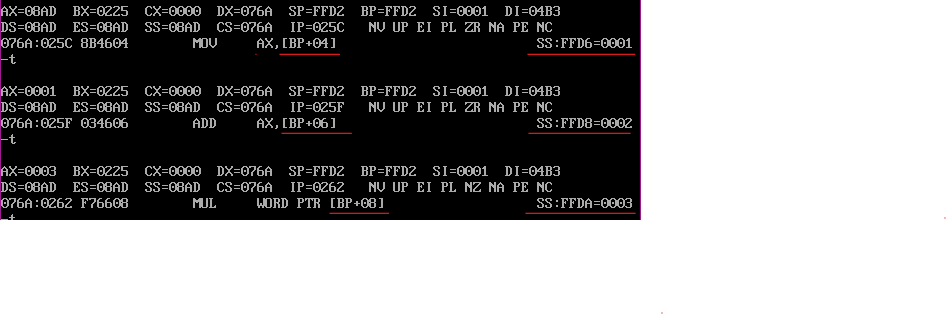 AX=08AD  BX=0225  CX=0000  DX=076A  SP=FFD2  BP=FFD2  SI=0001  DI=04B3
DS=08AD  ES=08AD  SS=08AD  CS=076A  IP=025C   NV UP EI PL ZR NA PE NC
076A:025C 8B4604        MOV     AX,[BP+04]                         SS:FFD6=0001
-t
AX=0001  BX=0225  CX=0000  DX=076A  SP=FFD2  BP=FFD2  SI=0001  DI=04B3
DS=08AD  ES=08AD  SS=08AD  CS=076A  IP=025F   NV UP EI PL ZR NA PE NC
076A:025F 034606        ADD     AX,[BP+06]                         SS:FFD8=0002
-t
AX=0003  BX=0225  CX=0000  DX=076A  SP=FFD2  BP=FFD2  SI=0001  DI=04B3
DS=08AD  ES=08AD  SS=08AD  CS=076A  IP=0262   NV UP EI PL NZ NA PE NC
076A:0262 F76608        MUL     WORD PTR [BP+08]                   SS:FFDA=0003
-t